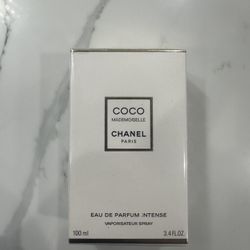 COCO
MADEMOISELLE
CHANEL
PARIS
EAU DE PARFUM INTENSE
VAPORISATEUR SPRAY
100 ml 3.4 FL. OZ.